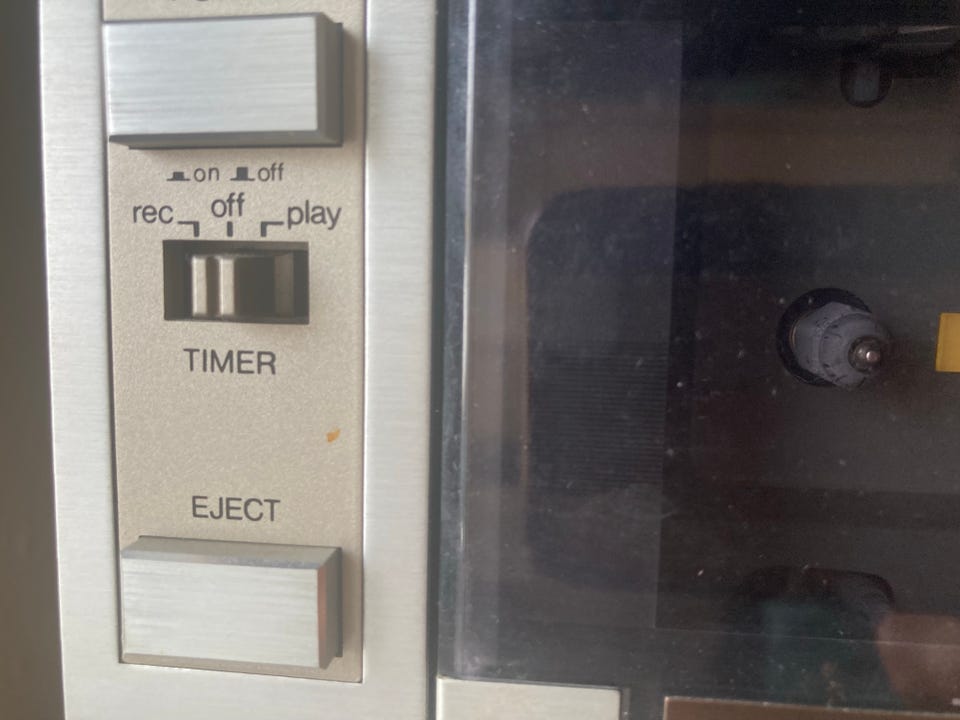 on off
rec off play
TIMER
EJECT